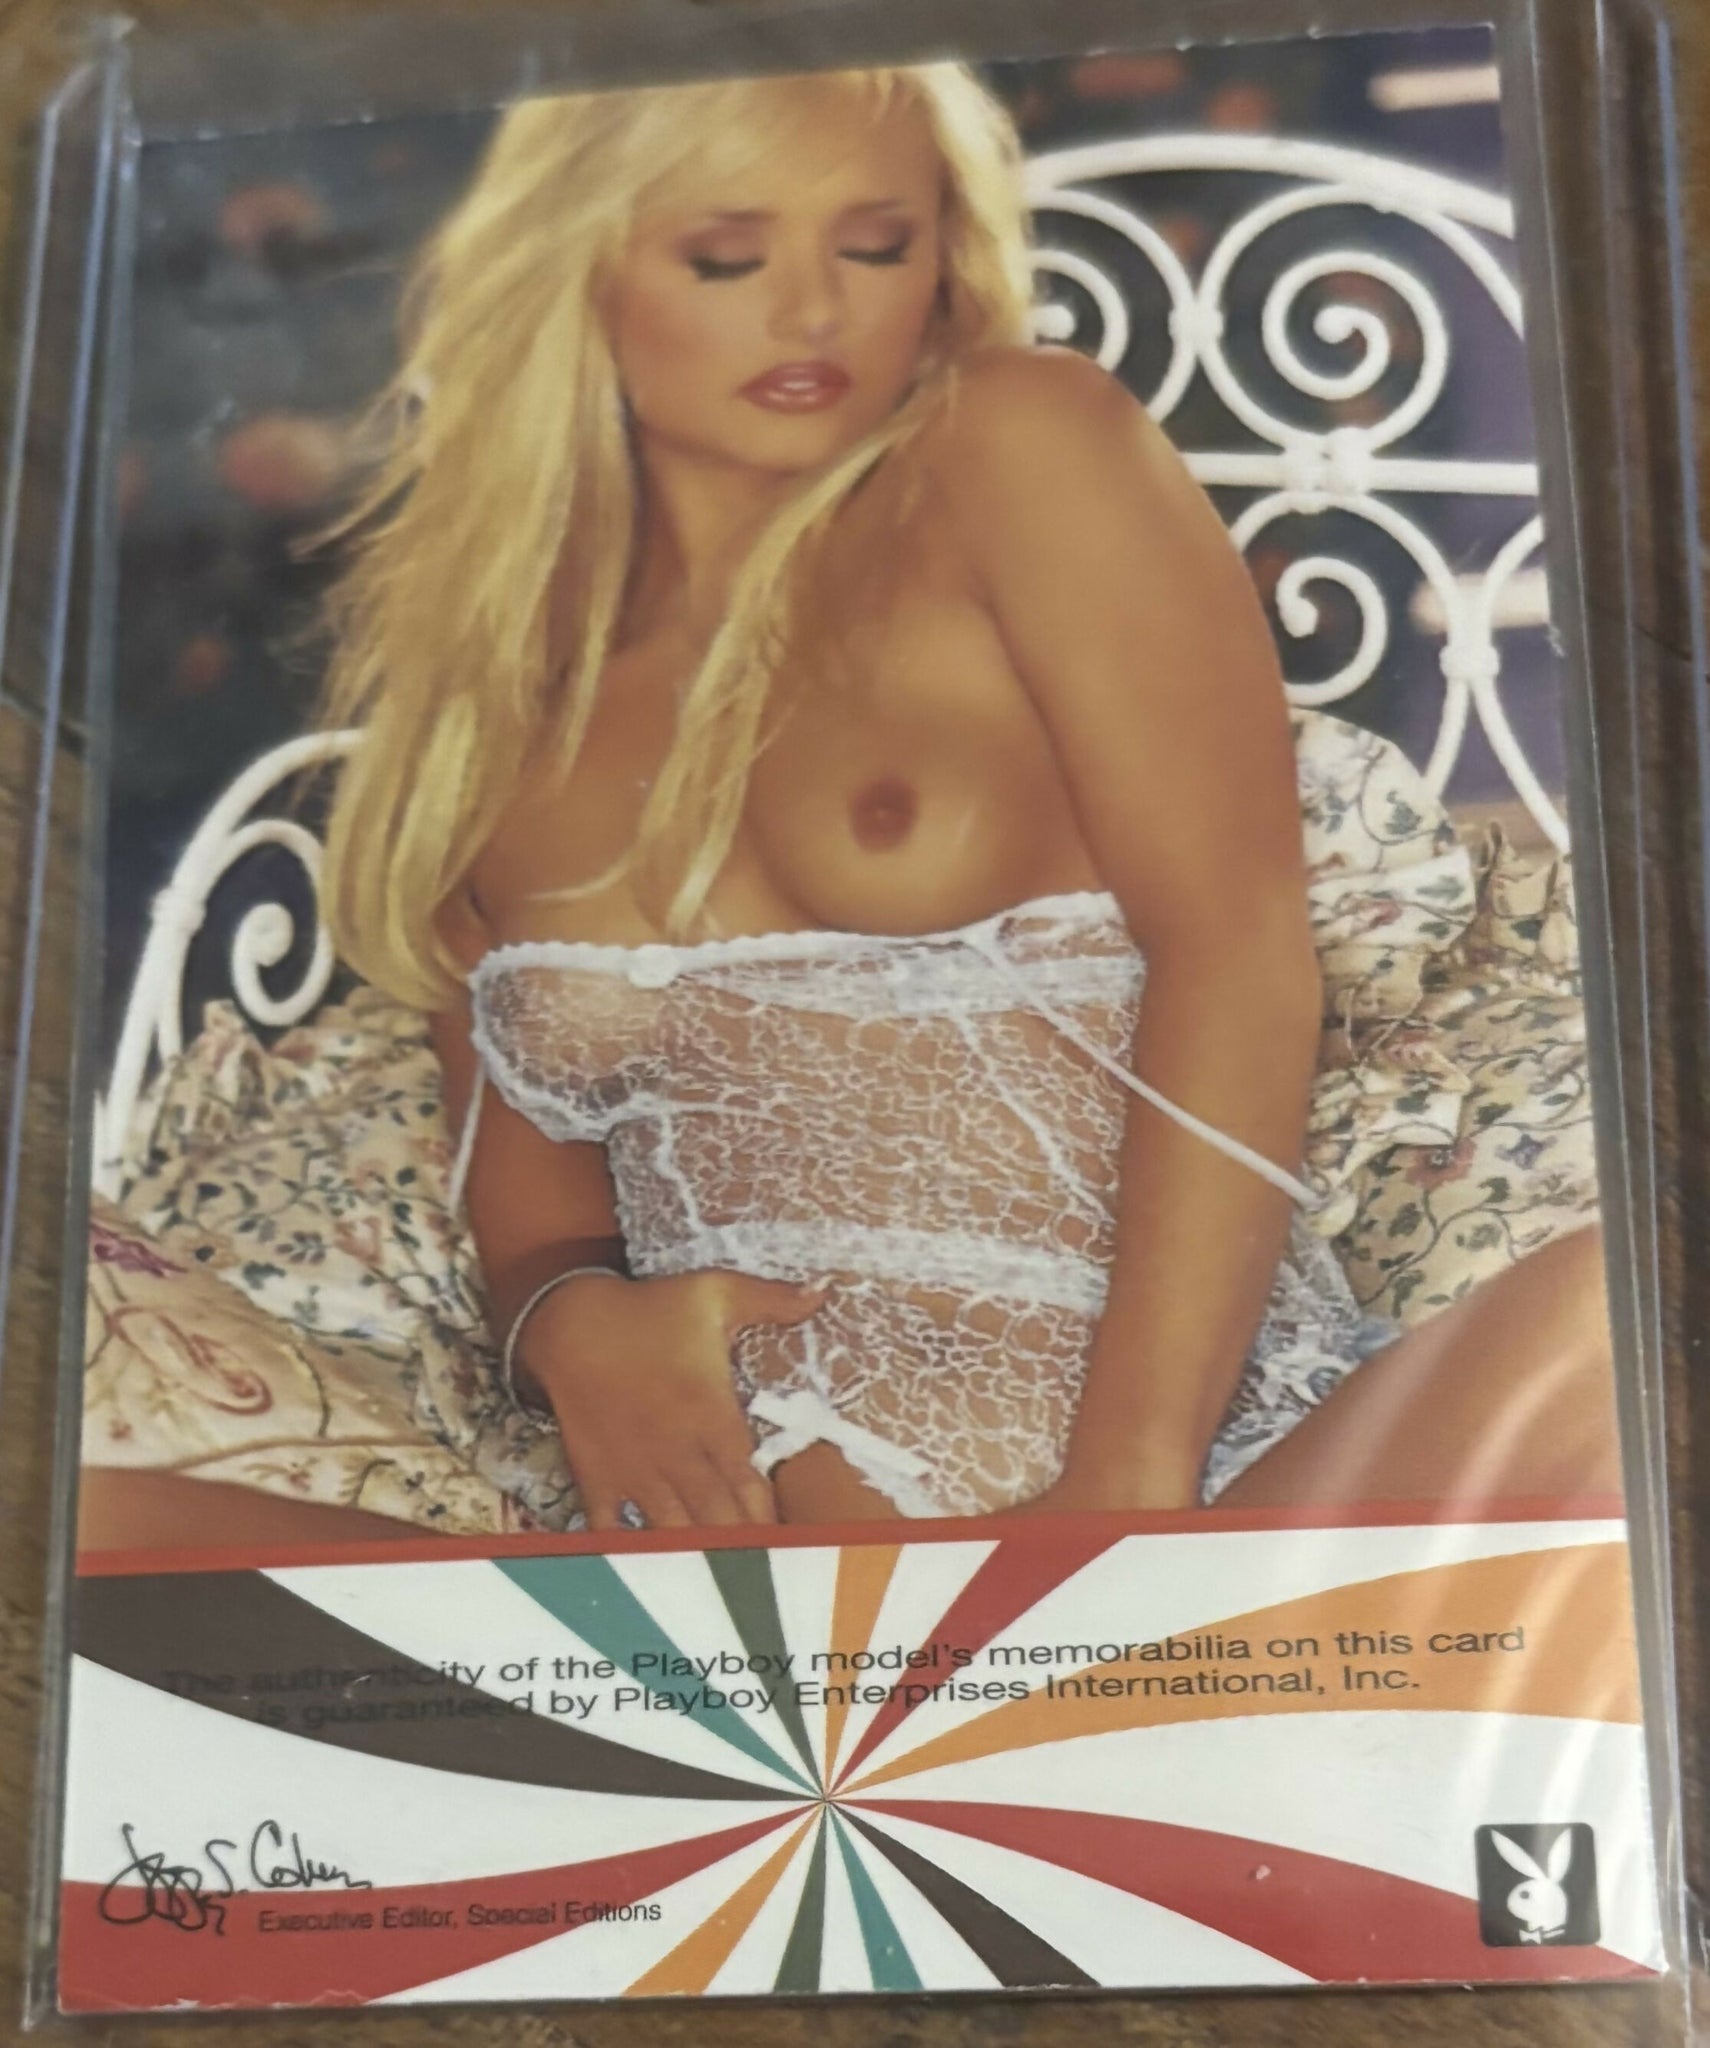 The authenticity of the Playboy model's memorabilia on this card
is guaranteed by Playboy Enterprises International, Inc.
Executive Editor, Special Editions